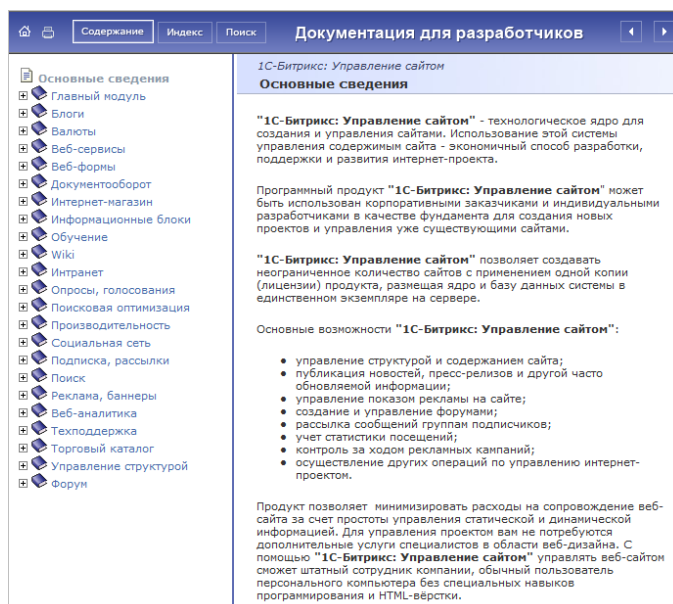 Содержание Индекс Поиск Документация для разработчиков
Основные сведения
Главный модуль
Блоги
Валюты
Веб-сервисы
Веб-формы
Документооборот
Интернет-магазин
Информационные блоки
Обучение
Wiki
Интранет
Опросы, голосования
Поисковая оптимизация
Производительность
Социальная сеть
Подписка, рассылки
Поиск
Реклама, баннеры
Веб-аналитика
Техподдержка
Торговый каталог
Управление структурой
Форум
1С-Битрикс: Управление сайтом
Основные сведения
"1С-Битрикс: Управление сайтом" - технологическое ядро для
создания и управления сайтами. Использование этой системы
управления содержимым сайта - экономичный способ разработки,
поддержки и развития интернет-проекта.
Программный продукт "1С-Битрикс: Управление сайтом" может
быть использован корпоративными заказчиками и индивидуальными
разработчиками в качестве фундамента для создания новых
проектов и управления уже существующими сайтами.
"1С-Битрикс: Управление сайтом" позволяет создавать
неограниченное количество сайтов с применением одной копии
(лицензии) продукта, размещая ядро и базу данных системы в
единственном экземпляре на сервере.
Основные возможности "1С-Битрикс: Управление сайтом":
• управление структурой и содержанием сайта;
• публикация новостей, пресс-релизов и другой часто
обновляемой информации;
• управление показом рекламы на сайте;
• создание и управление форумами;
• рассылка сообщений группам подписчиков;
• учет статистики посещений;
• контроль за ходом рекламных кампаний;
• осуществление других операций по управлению интернет-
проектом.
Продукт позволяет минимизировать расходы на сопровождение веб-
сайта за счет простоты управления статической и динамической
информацией. Для управления проектом вам не потребуются
дополнительные услуги специалистов в области веб-дизайна. С
помощью "1С-Битрикс: Управление сайтом" управлять веб-сайтом
сможет штатный сотрудник компании, обычный пользователь
персонального компьютера без специальных навыков
программирования и HTML-вёрстки.